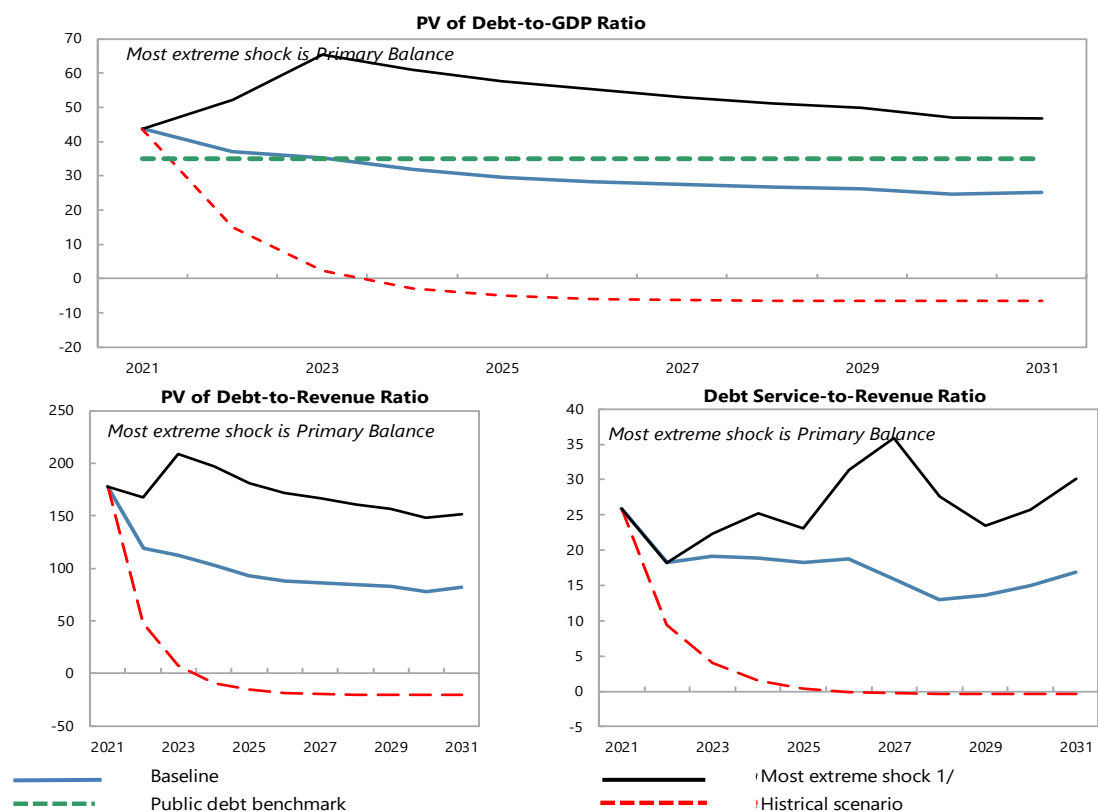 PV of Debt-to-GDP Ratio
Most extreme shock is Primary Balance
70
60
50
40
30
20
10
0
-10
-20
2021 2023 2025 2027 2029 2031
PV of Debt-to-Revenue Ratio
Most extreme shock is Primary Balance
250
200
150
100
50
0
-50
2021 2023 2025 2027 2029 2031
Debt Service-to-Revenue Ratio
Most extreme shock is Primary Balance
40
35
30
25
20
15
10
5
0
-5
2021 2023 2025 2027 2029 2031
Baseline
Most extreme shock 1/
Public debt benchmark
Histrical scenario